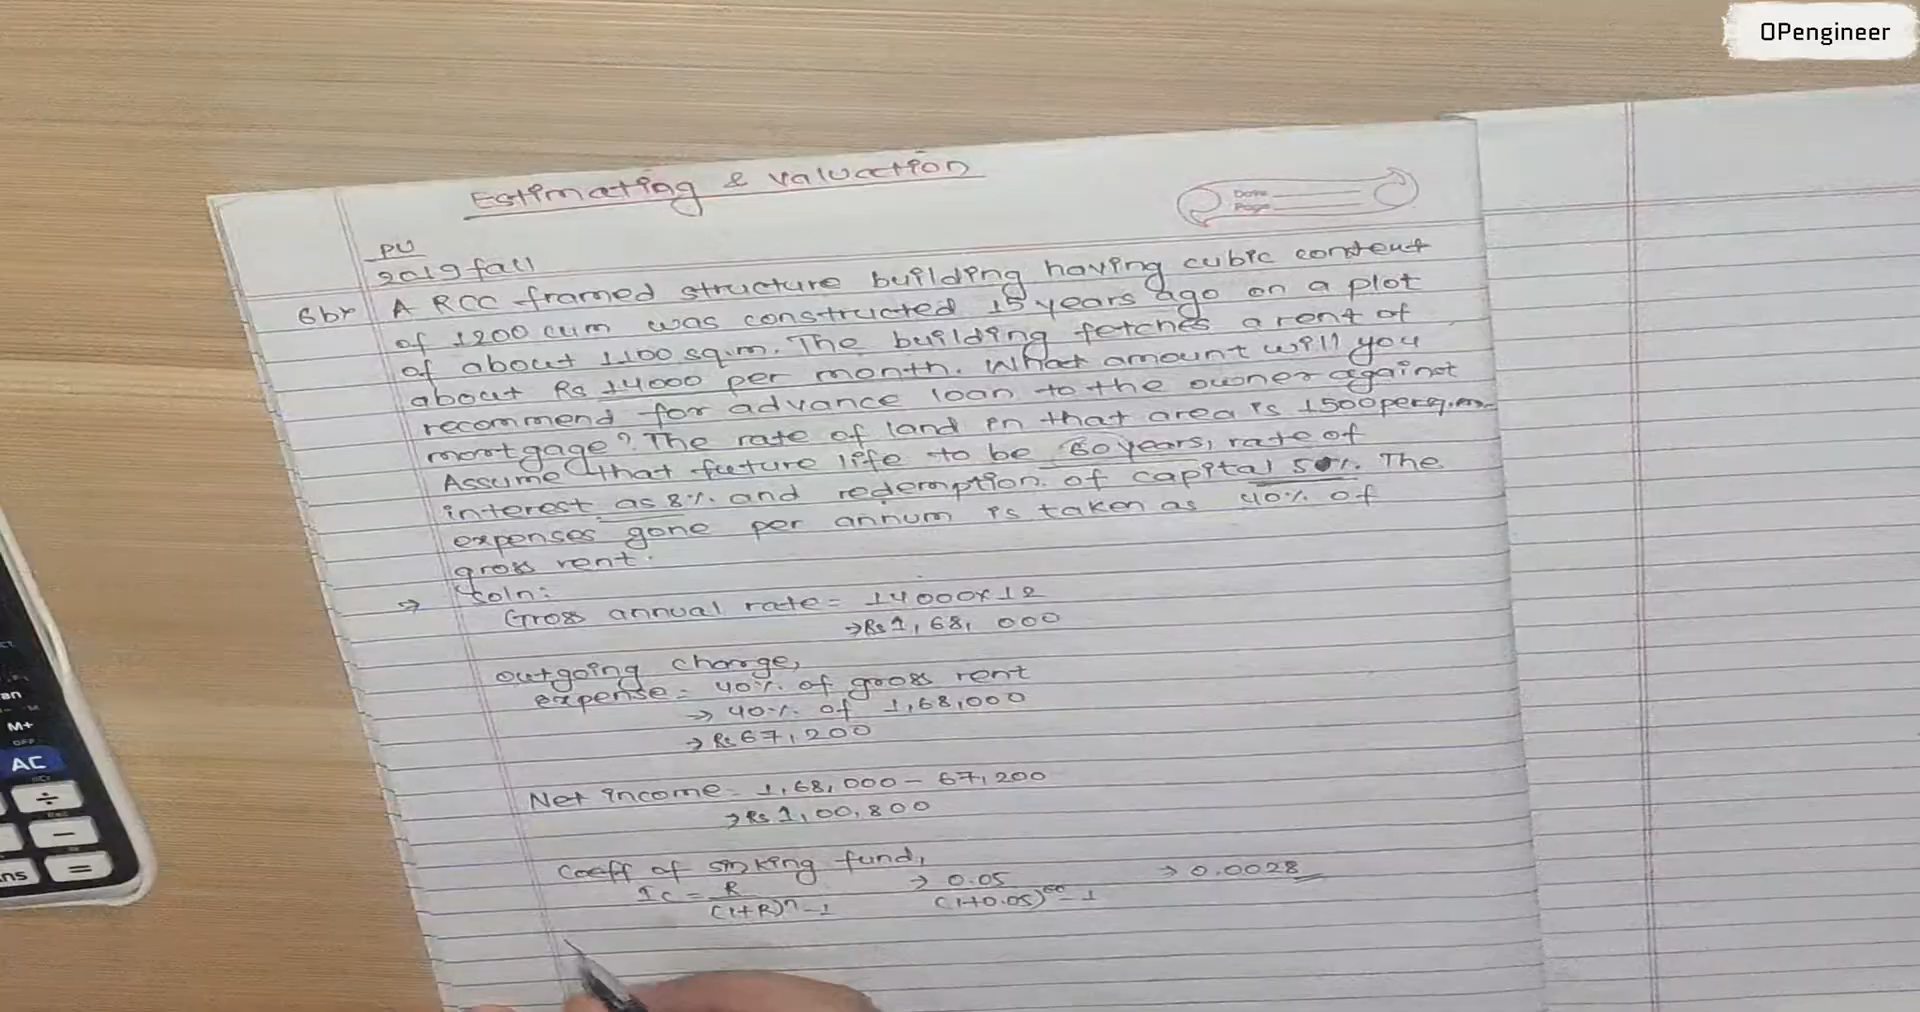 OPengineer
Estimating & Valuation
Date
Page
PU
2019 fall
6b> A RCC framed structure building having cubic content
of 1200 cum was constructed 15 years ago on a plot
of about 1100 sq.m. The building fetches a rent of
about Rs 14000 per month. What amount will you
recommend for advance loan to the owner against
mortgage? The rate of land in that area is 1500 persq.m.
Assume that future life to be 60 years, rate of
interest as 8% and redemption of capital 5%. The
expenses gone per annum is taken as 40% of
gross rent.
⇒ Soln:
Gross annual rate = 14000x12
→Rs 1,68,000
outgoing charge,
expense = 40% of gross rent
→ 40% of 1,68,000
→ Rs 67,200
Net income = 1,68,000 - 67,200
→Rs 1,00,800
Coeff of sinking fund,
Ic = R / (1+R)^n - 1 → 0.05 / (1+0.05)^60 - 1 → 0.0028
an
M+
OFF
AC
÷
−
ns =